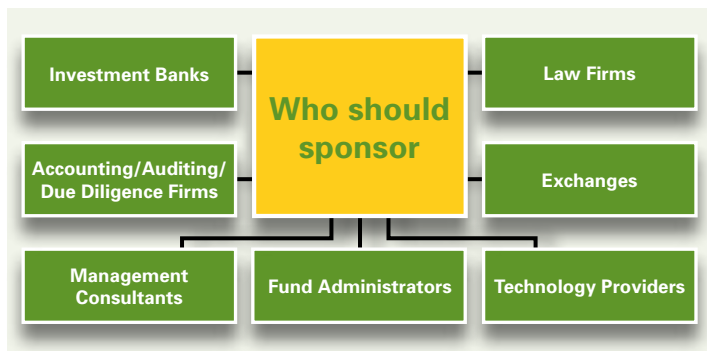 Investment Banks
Who should
sponsor
Law Firms
Accounting/Auditing/
Due Diligence Firms
Exchanges
Management
Consultants
Fund Administrators
Technology Providers